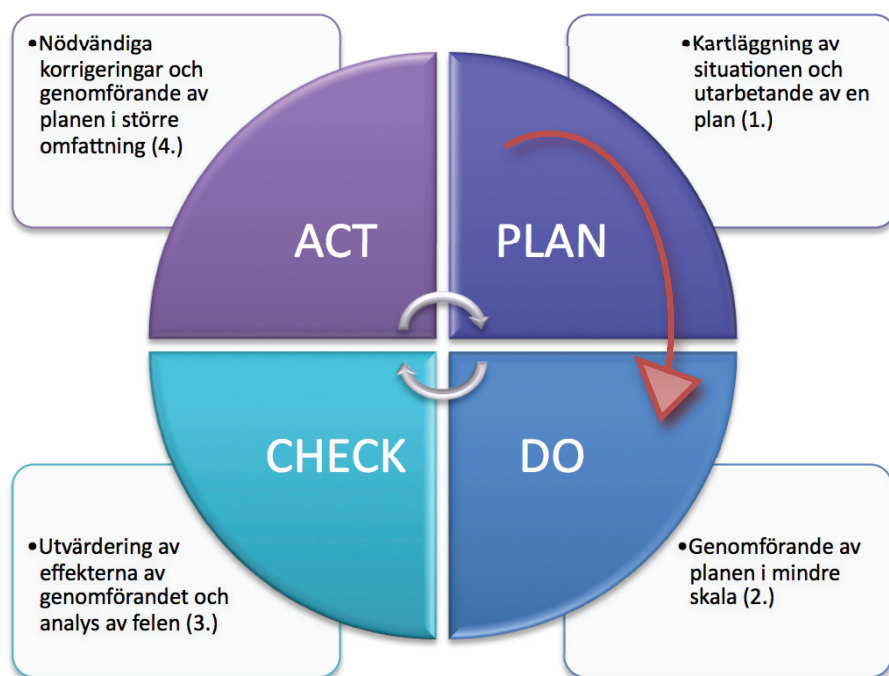 •Nödvändiga
korrigeringar och
genomförande av
planen i större
omfattning (4.)
•Kartläggning av
situationen och
utarbetande av en
plan (1.)
ACT
PLAN
CHECK
DO
•Utvärdering av
effekterna av
genomförandet och
analys av felen (3.)
•Genomförande av
planen i mindre
skala (2.)